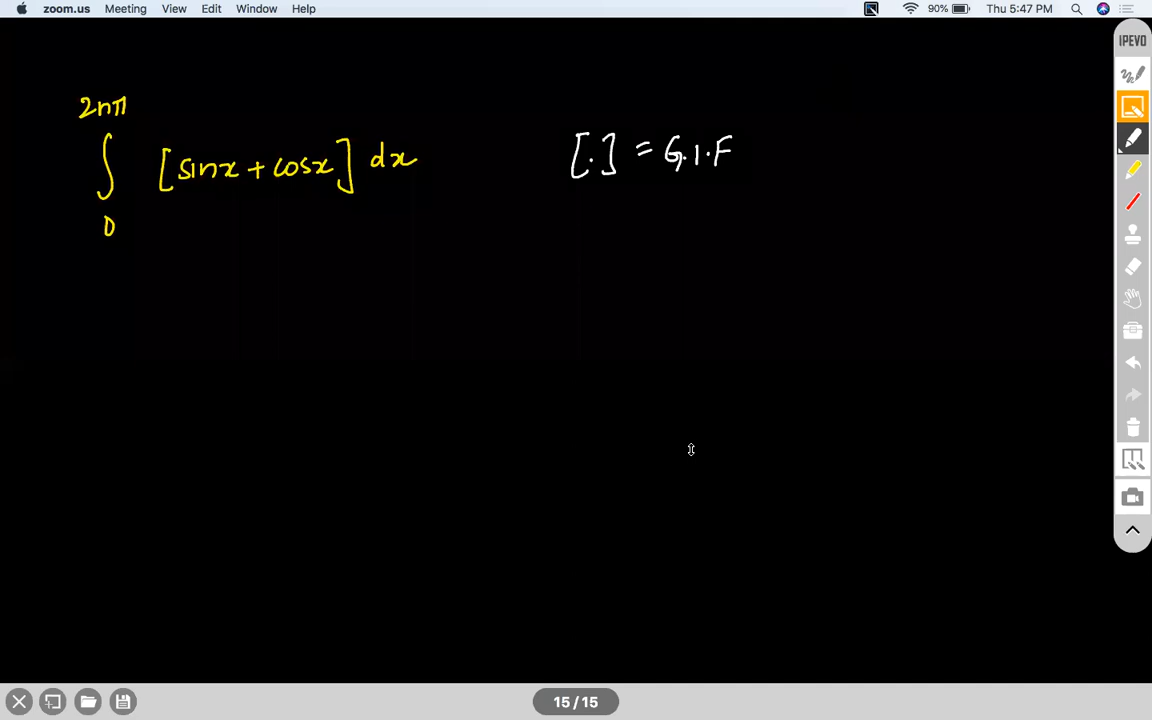 zoom.us Meeting View Edit Window Help 90% Thu 5:47 PM
IPEVO
2nπ
∫ [sinx + cosx] dx
0
[.] = G.I.F
15 / 15